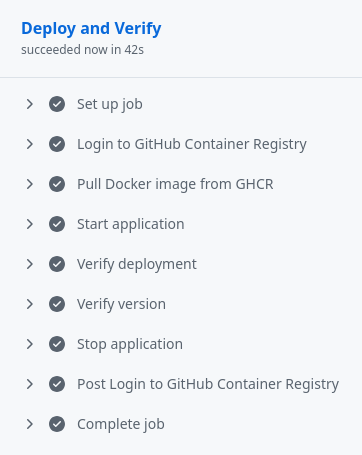 Deploy and Verify
succeeded now in 42s
Set up job
Login to GitHub Container Registry
Pull Docker image from GHCR
Start application
Verify deployment
Verify version
Stop application
Post Login to GitHub Container Registry
Complete job